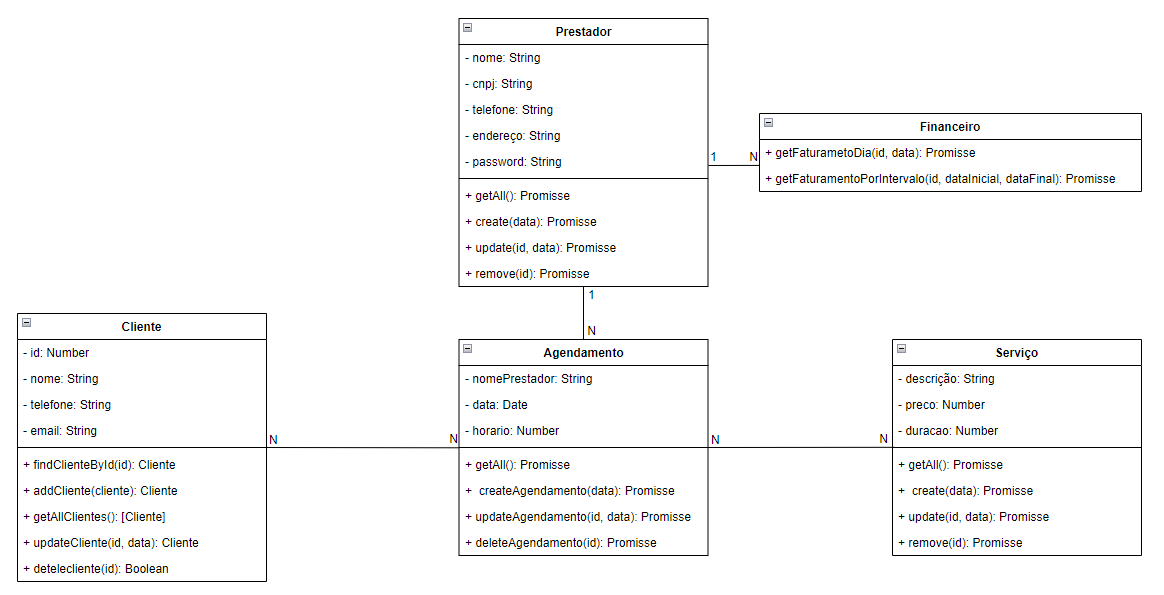 Prestador
- nome: String
- cnpj: String
- telefone: String
- endereço: String
- password: String
+ getAll(): Promisse
+ create(data): Promisse
+ update(id, data): Promisse
+ remove(id): Promisse
1
N
Financeiro
+ getFaturametoDia(id, data): Promisse
+ getFaturamentoPorIntervalo(id, dataInicial, dataFinal): Promisse
1
N
Cliente
- id: Number
- nome: String
- telefone: String
- email: String
+ findClienteById(id): Cliente
+ addCliente(cliente): Cliente
+ getAllClientes(): [Cliente]
+ updateCliente(id, data): Cliente
+ detelecliente(id): Boolean
N
N
Agendamento
- nomePrestador: String
- data: Date
- horario: Number
+ getAll(): Promisse
+  createAgendamento(data): Promisse
+ updateAgendamento(id, data): Promisse
+ deleteAgendamento(id): Promisse
N
N
Serviço
- descrição: String
- preco: Number
- duracao: Number
+ getAll(): Promisse
+  create(data): Promisse
+ update(id, data): Promisse
+ remove(id): Promisse